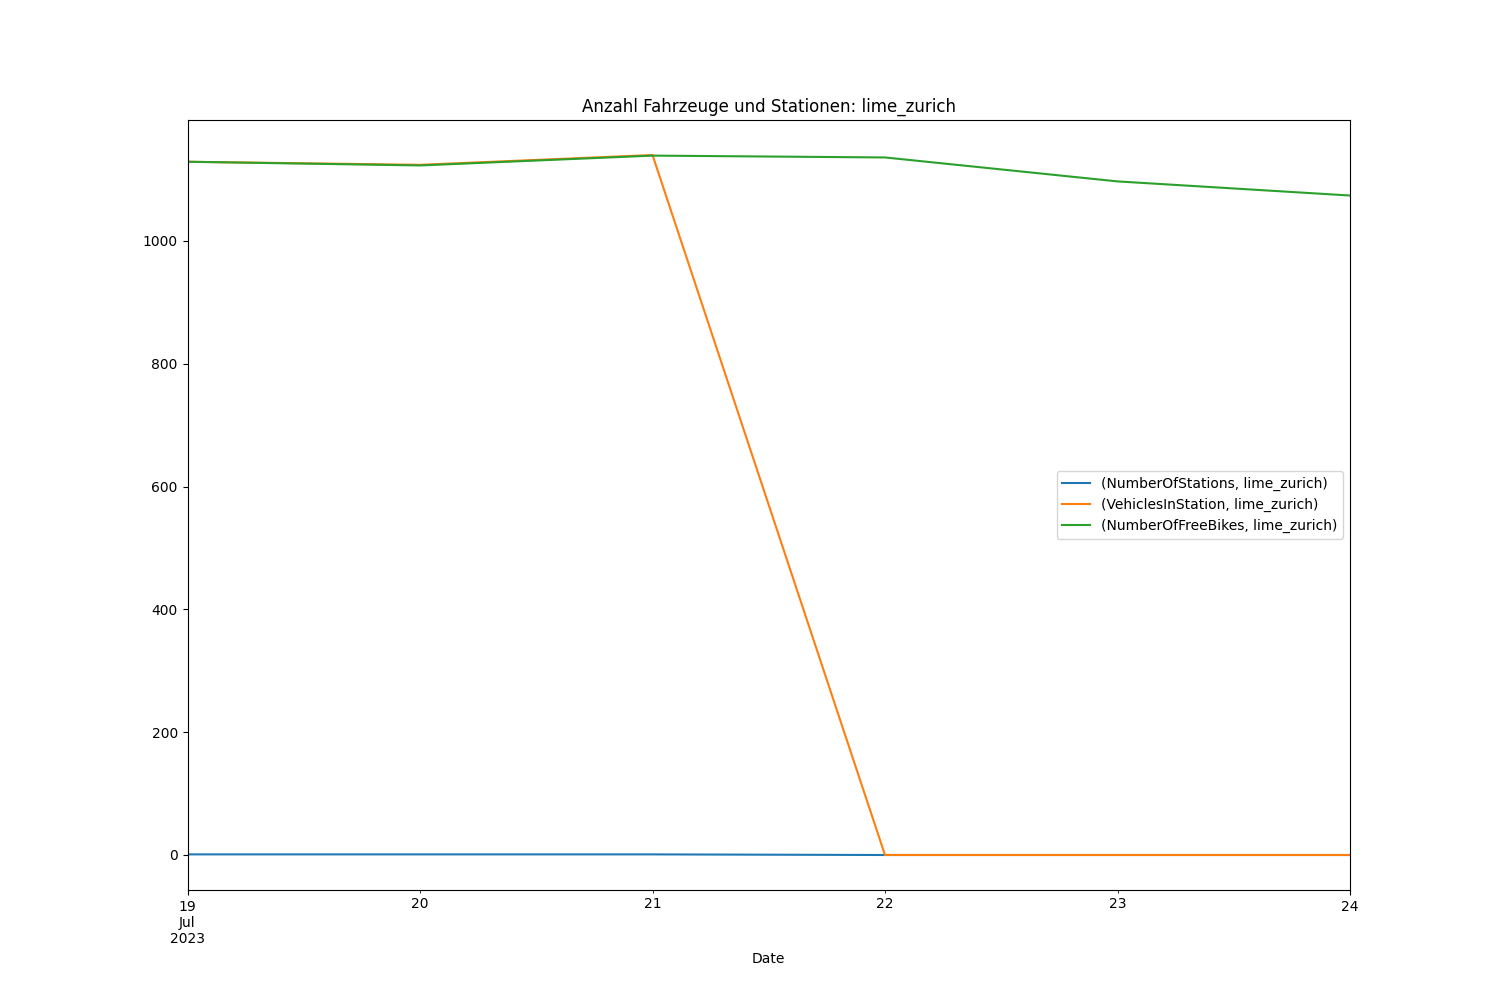 Anzahl Fahrzeuge und Stationen: lime_zurich
1000
800
600
400
200
0
(NumberOfStations, lime_zurich)
(VehiclesInStation, lime_zurich)
(NumberOfFreeBikes, lime_zurich)
19 20 21 22 23 24
Jul
2023
Date